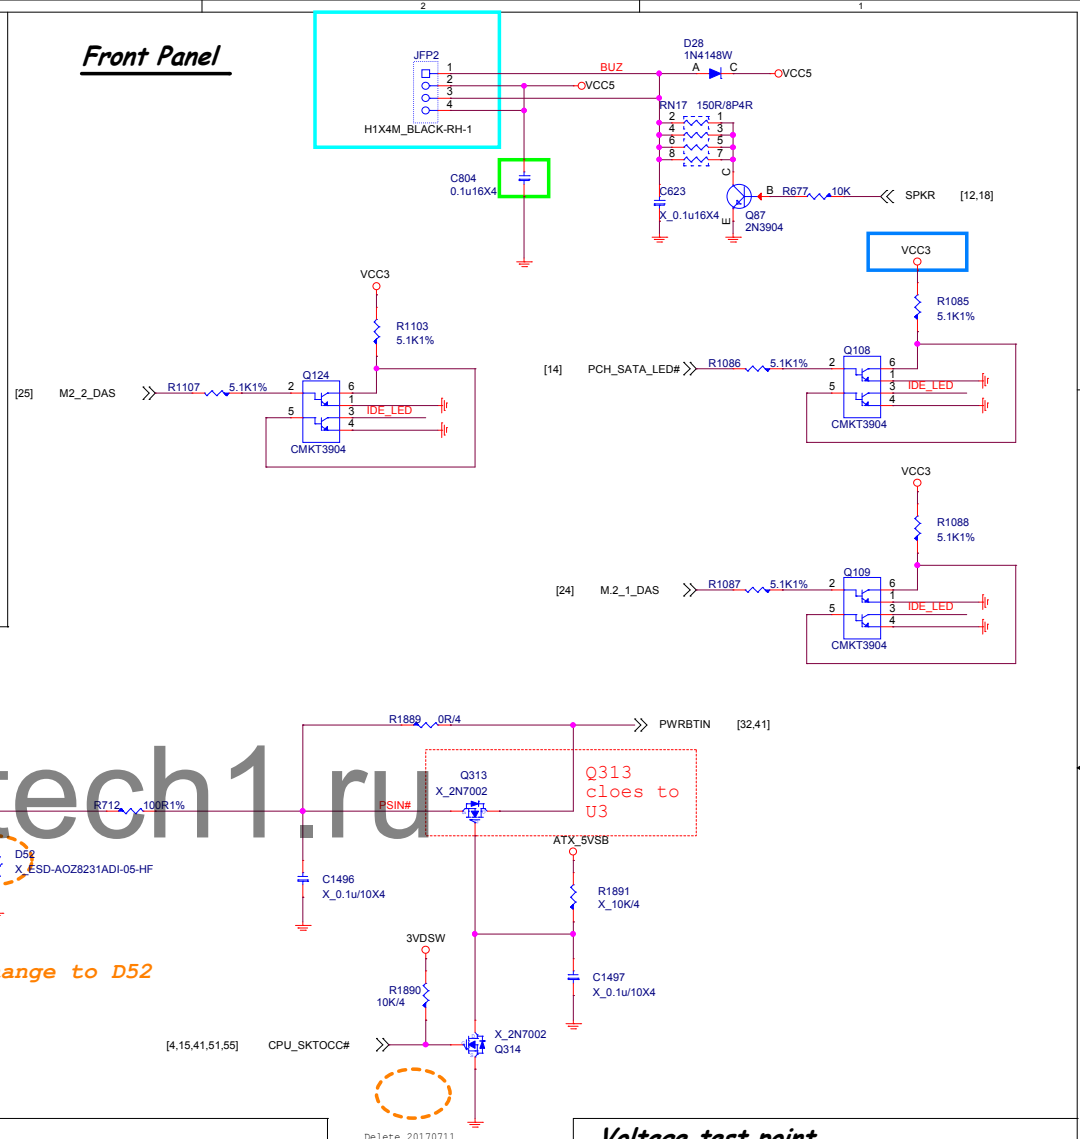 2
1
Front Panel
JFP2
1
2
3
4
H1X4M_BLACK-RH-1
BUZ
VCC5
D28
1N4148W
A
C
VCC5
RN17 150R/8P4R
2 1
4 3
6 5
8 7
C804
0.1u16X4
C623
X_0.1u16X4
C
B
E
Q87
2N3904
R677
10K
SPKR
[12,18]
VCC3
R1103
5.1K1%
[25]
M2_2_DAS
R1107
5.1K1%
Q124
2
5
6
1
3
4
IDE_LED
CMKT3904
VCC3
R1085
5.1K1%
[14]
PCH_SATA_LED#
R1086
5.1K1%
Q108
2
5
6
1
3
4
IDE_LED
CMKT3904
VCC3
R1088
5.1K1%
[24]
M.2_1_DAS
R1087
5.1K1%
Q109
2
5
6
1
3
4
IDE_LED
CMKT3904
R1889
0R/4
PWRBTIN
[32,41]
tech1.ru
R712
100R1%
PSIN#
Q313
X_2N7002
Q313
cloes to
U3
D52
X_ESD-AOZ8231ADI-05-HF
C1496
X_0.1u/10X4
ATX_5VSB
R1891
X_10K/4
ange to D52
3VDSW
R1890
10K/4
C1497
X_0.1u/10X4
[4,15,41,51,55]
CPU_SKTOCC#
X_2N7002
Q314
Delete 20170711
Voltage test point